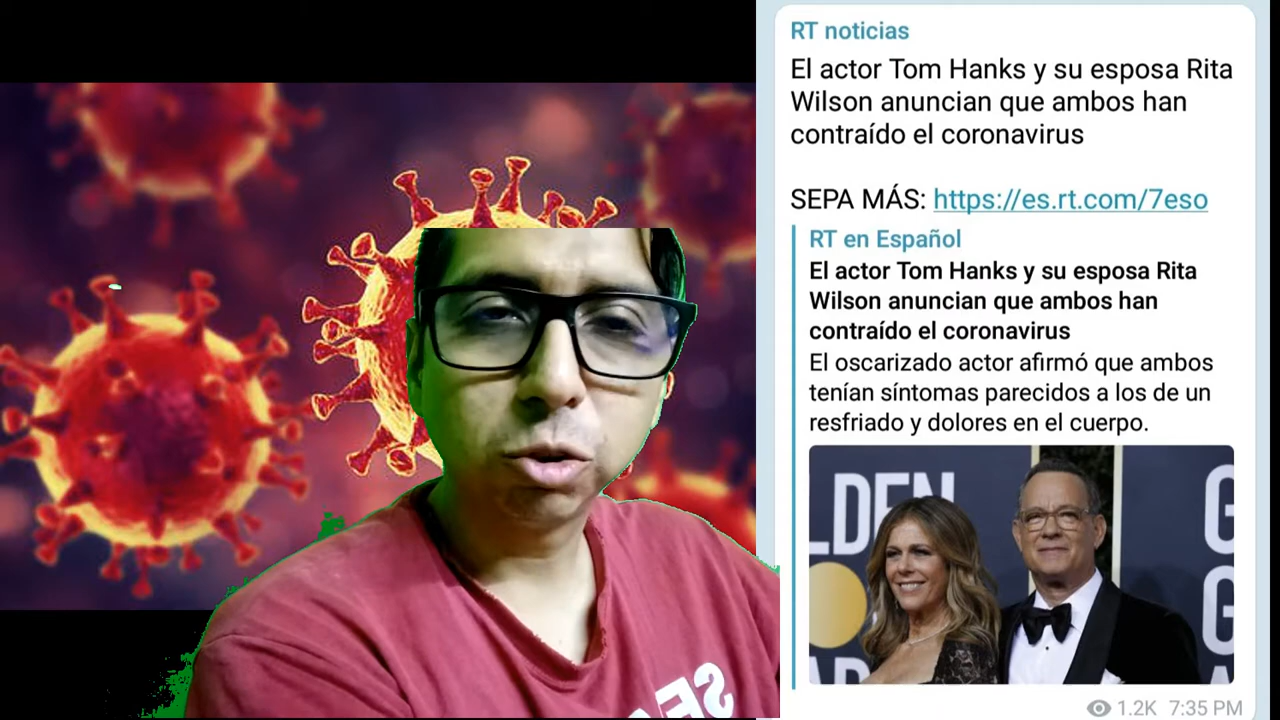 RT noticias
El actor Tom Hanks y su esposa Rita
Wilson anuncian que ambos han
contraído el coronavirus
SEPA MÁS: https://es.rt.com/7eso
RT en Español
El actor Tom Hanks y su esposa Rita
Wilson anuncian que ambos han
contraído el coronavirus
El oscarizado actor afirmó que ambos
tenían síntomas parecidos a los de un
resfriado y dolores en el cuerpo.
LDEN
1.2K 7:35 PM